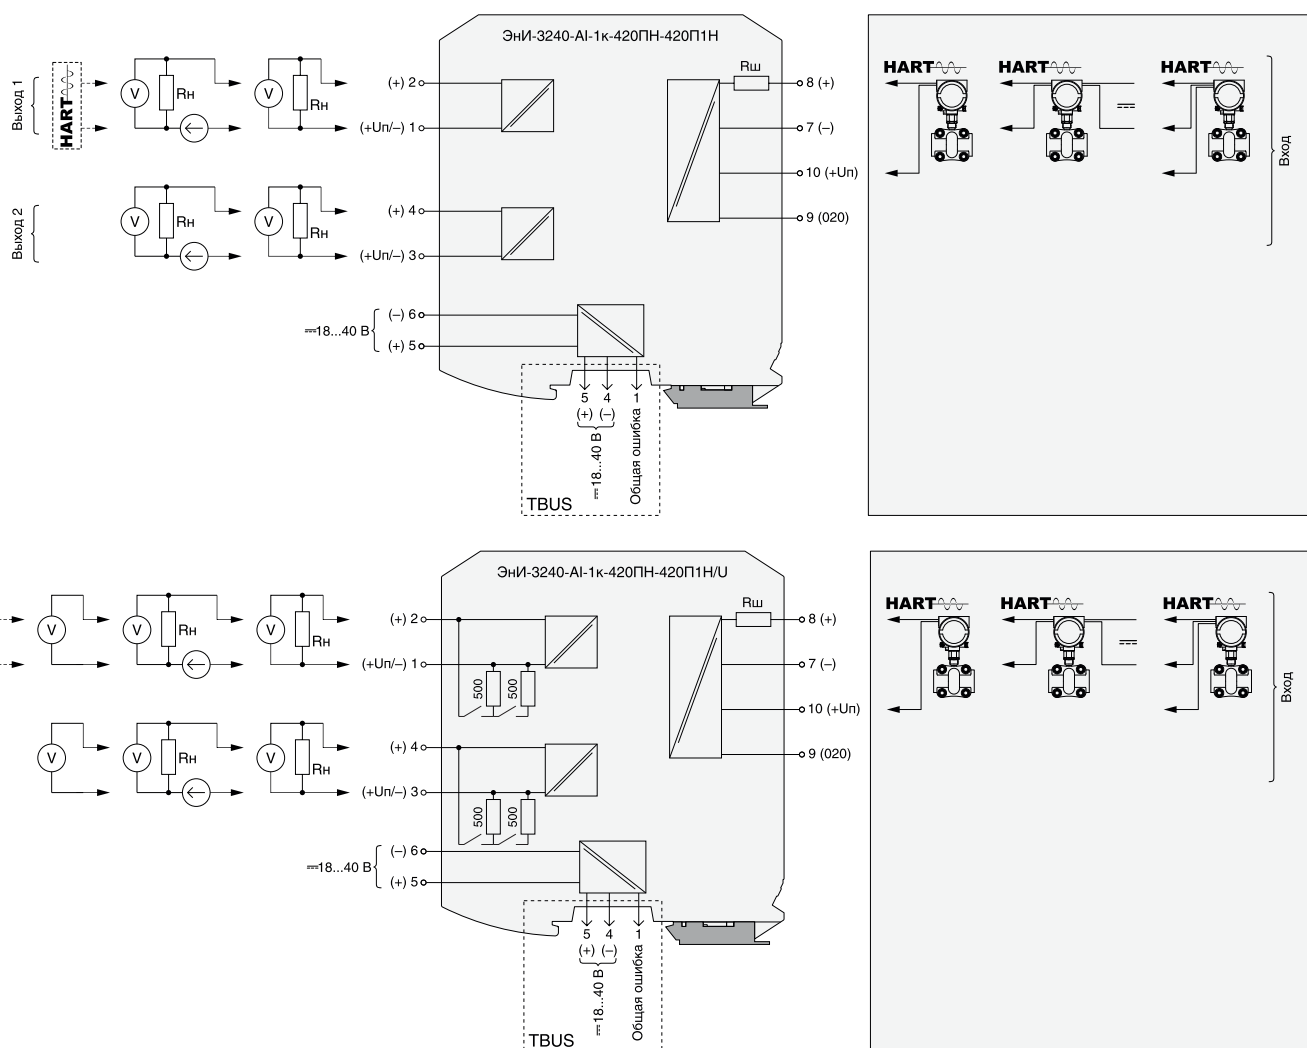 ЭнИ-3240-AI-1к-420ПН-420П1Н
Выход 1
HART
V
Rн
V
Rн
(+) 2
(+Uп/–) 1
Rш
8 (+)
7 (–)
10 (+Uп)
9 (020)
HART
HART
HART
Вход
Выход 2
V
Rн
V
Rн
(+) 4
(+Uп/–) 3
18...40 В
(–) 6
(+) 5
5
4
1
(+)
(–)
18...40 В
Общая ошибка
TBUS
ЭнИ-3240-AI-1к-420ПН-420П1Н/U
V
V
Rн
V
Rн
(+) 2
(+Uп/–) 1
500
500
Rш
8 (+)
7 (–)
10 (+Uп)
9 (020)
HART
HART
HART
Вход
V
V
Rн
V
Rн
(+) 4
(+Uп/–) 3
500
500
18...40 В
(–) 6
(+) 5
5
4
1
(+)
(–)
18...40 В
Общая ошибка
TBUS